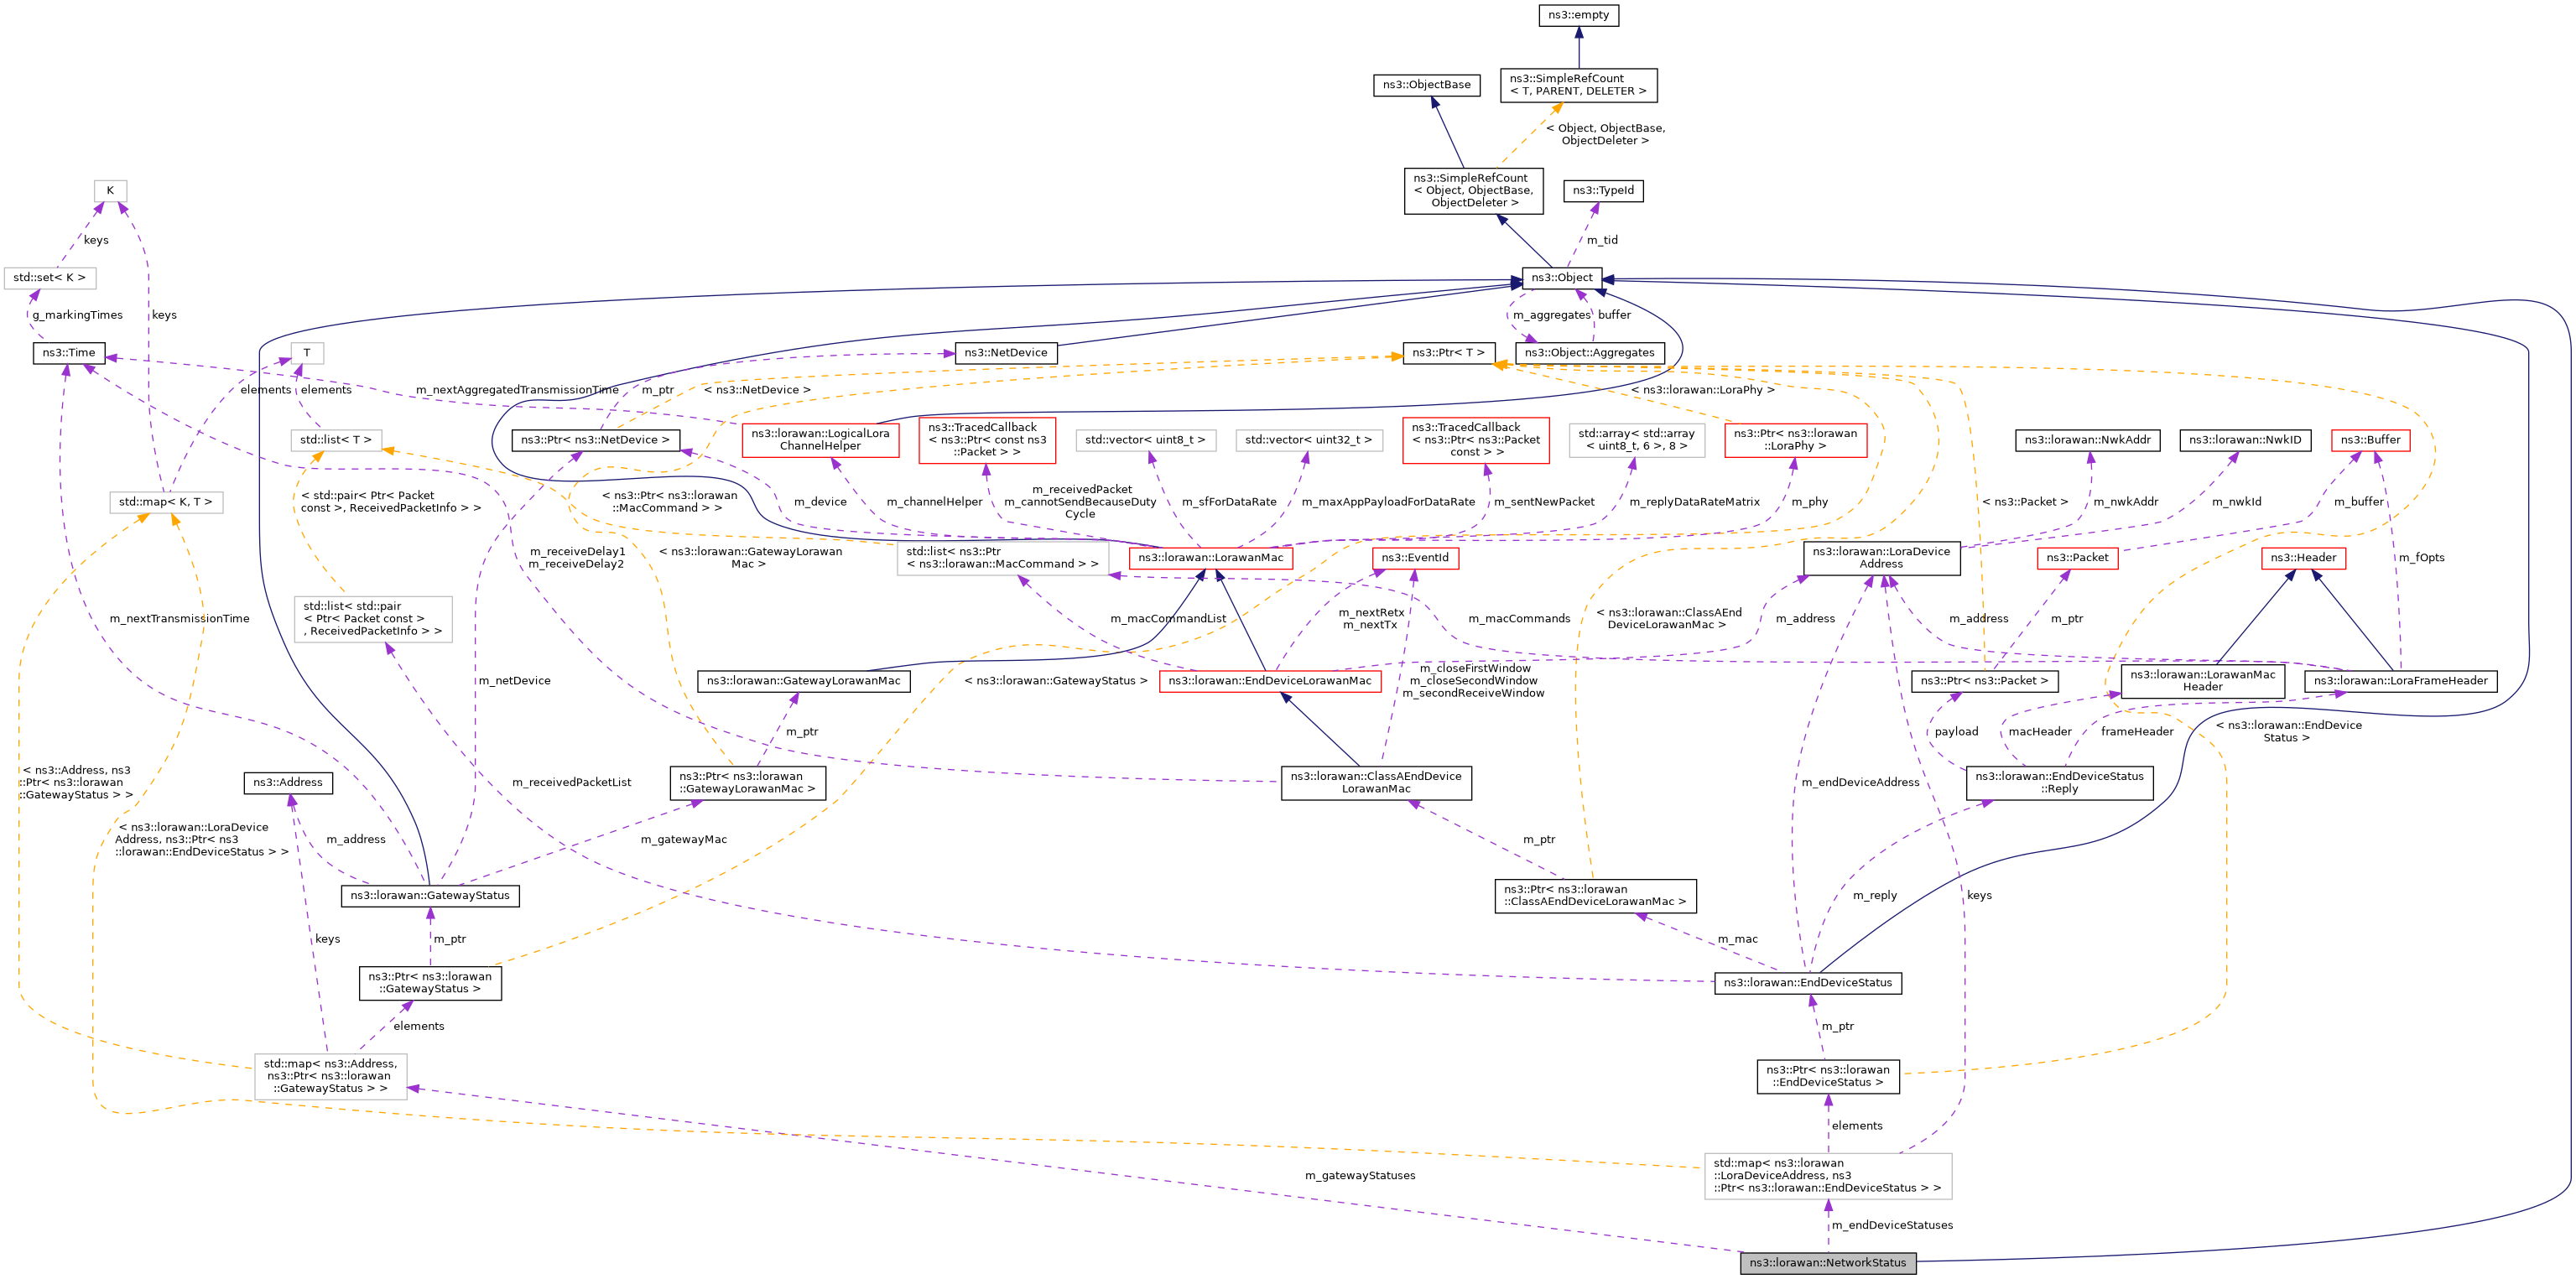 ns3::empty
ns3::ObjectBase
ns3::SimpleRefCount
< T, PARENT, DELETER >
< Object, ObjectBase,
ObjectDeleter >
K
ns3::SimpleRefCount
< Object, ObjectBase,
ObjectDeleter >
ns3::TypeId
keys
m_tid
std::set< K >
ns3::Object
g_markingTimes
keys
m_aggregates
buffer
ns3::Time
T
ns3::NetDevice
ns3::Ptr< T >
ns3::Object::Aggregates
elements
elements
m_nextAggregatedTransmissionTime
m_ptr
< ns3::NetDevice >
< ns3::lorawan::LoraPhy >
std::list< T >
ns3::Ptr< ns3::NetDevice >
ns3::lorawan::LogicalLora
ChannelHelper
ns3::TracedCallback
< ns3::Ptr< const ns3
::Packet > >
std::vector< uint8_t >
std::vector< uint32_t >
ns3::TracedCallback
< ns3::Ptr< ns3::Packet
const > >
std::array< std::array
< uint8_t, 6 >, 8 >
ns3::Ptr< ns3::lorawan
::LoraPhy >
ns3::lorawan::NwkAddr
ns3::lorawan::NwkID
ns3::Buffer
std::map< K, T >
< std::pair< Ptr< Packet
const >, ReceivedPacketInfo > >
< ns3::Ptr< ns3::lorawan
::MacCommand > >
m_device
m_channelHelper
m_receivedPacket
m_cannotSendBecauseDuty
Cycle
m_sfForDataRate
m_maxAppPayloadForDataRate
m_sentNewPacket
m_replyDataRateMatrix
m_phy
< ns3::Packet >
m_nwkAddr
m_nwkId
m_buffer
m_receiveDelay1
m_receiveDelay2
< ns3::lorawan::GatewayLorawan
Mac >
std::list< ns3::Ptr
< ns3::lorawan::MacCommand > >
ns3::lorawan::LorawanMac
ns3::EventId
ns3::lorawan::LoraDevice
Address
ns3::Packet
ns3::Header
m_fOpts
m_nextTransmissionTime
std::list< std::pair
< Ptr< Packet const >
, ReceivedPacketInfo > >
m_macCommandList
m_nextRetx
m_nextTx
m_macCommands
< ns3::lorawan::ClassAEnd
DeviceLorawanMac >
m_address
m_address
m_ptr
m_netDevice
ns3::lorawan::GatewayLorawanMac
< ns3::lorawan::GatewayStatus >
ns3::lorawan::EndDeviceLorawanMac
m_closeFirstWindow
m_closeSecondWindow
m_secondReceiveWindow
ns3::Ptr< ns3::Packet >
ns3::lorawan::LorawanMac
Header
ns3::lorawan::LoraFrameHeader
m_ptr
payload
macHeader
frameHeader
< ns3::lorawan::EndDevice
Status >
< ns3::Address, ns3
::Ptr< ns3::lorawan
::GatewayStatus > >
ns3::Address
m_receivedPacketList
ns3::Ptr< ns3::lorawan
::GatewayLorawanMac >
ns3::lorawan::ClassAEndDevice
LorawanMac
m_endDeviceAddress
ns3::lorawan::EndDeviceStatus
::Reply
< ns3::lorawan::LoraDevice
Address, ns3::Ptr< ns3
::lorawan::EndDeviceStatus > >
m_address
m_gatewayMac
m_ptr
ns3::lorawan::GatewayStatus
ns3::Ptr< ns3::lorawan
::ClassAEndDeviceLorawanMac >
m_reply
keys
keys
m_ptr
m_mac
ns3::Ptr< ns3::lorawan
::GatewayStatus >
ns3::lorawan::EndDeviceStatus
elements
m_ptr
std::map< ns3::Address,
ns3::Ptr< ns3::lorawan
::GatewayStatus > >
ns3::Ptr< ns3::lorawan
::EndDeviceStatus >
elements
m_gatewayStatuses
std::map< ns3::lorawan
::LoraDeviceAddress, ns3
::Ptr< ns3::lorawan::EndDeviceStatus > >
m_endDeviceStatuses
ns3::lorawan::NetworkStatus